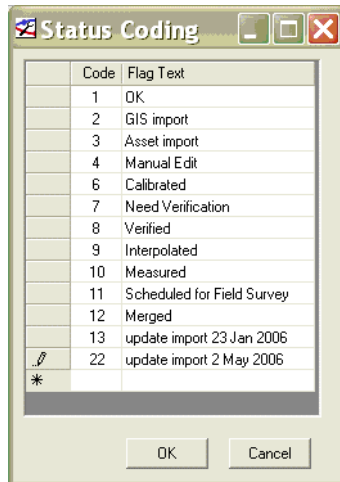 Status Coding
Code Flag Text
1 OK
2 GIS import
3 Asset import
4 Manual Edit
6 Calibrated
7 Need Verification
8 Verified
9 Interpolated
10 Measured
11 Scheduled for Field Survey
12 Merged
13 update import 23 Jan 2006
22 update import 2 May 2006
OK Cancel